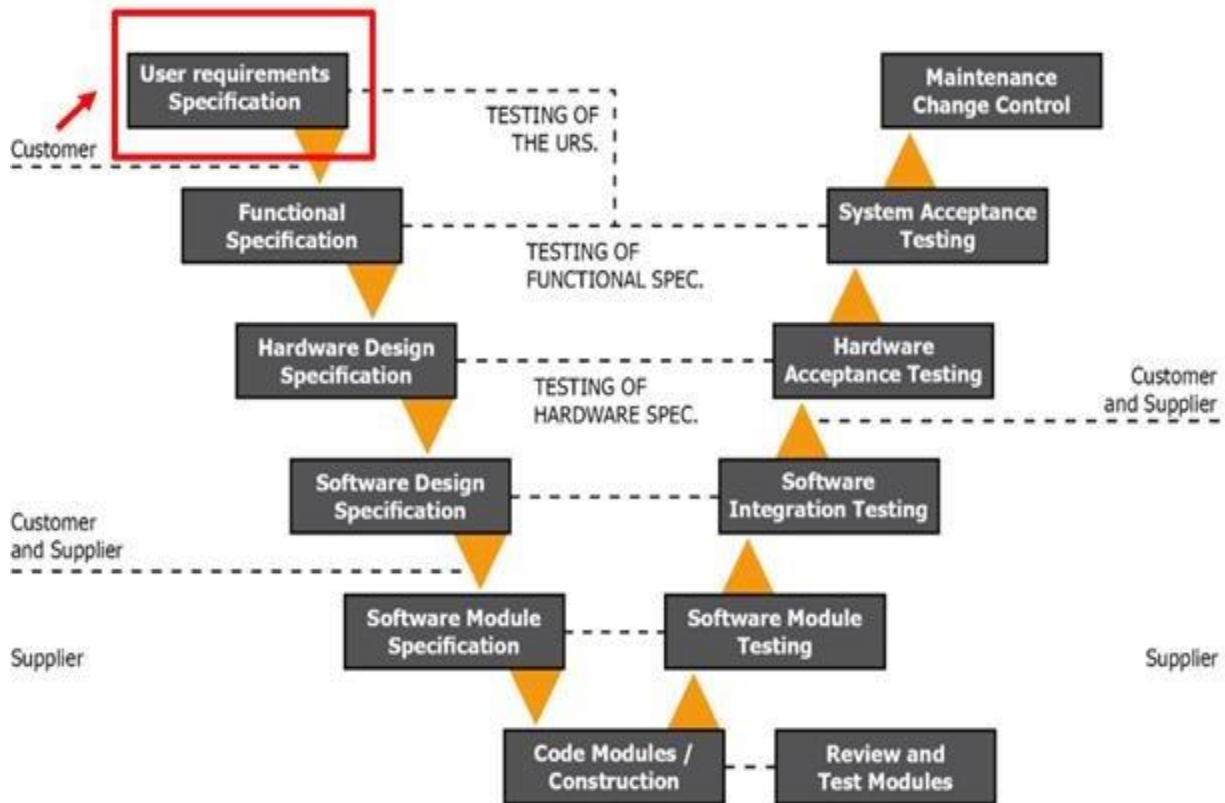 User requirements
Specification
Maintenance
Change Control
TESTING OF
THE URS.
Customer
Functional
Specification
System Acceptance
Testing
TESTING OF
FUNCTIONAL SPEC.
Hardware Design
Specification
Hardware
Acceptance Testing
Customer
and Supplier
TESTING OF
HARDWARE SPEC.
Software Design
Specification
Software
Integration Testing
Customer
and Supplier
Software Module
Specification
Software Module
Testing
Supplier
Supplier
Code Modules /
Construction
Review and
Test Modules